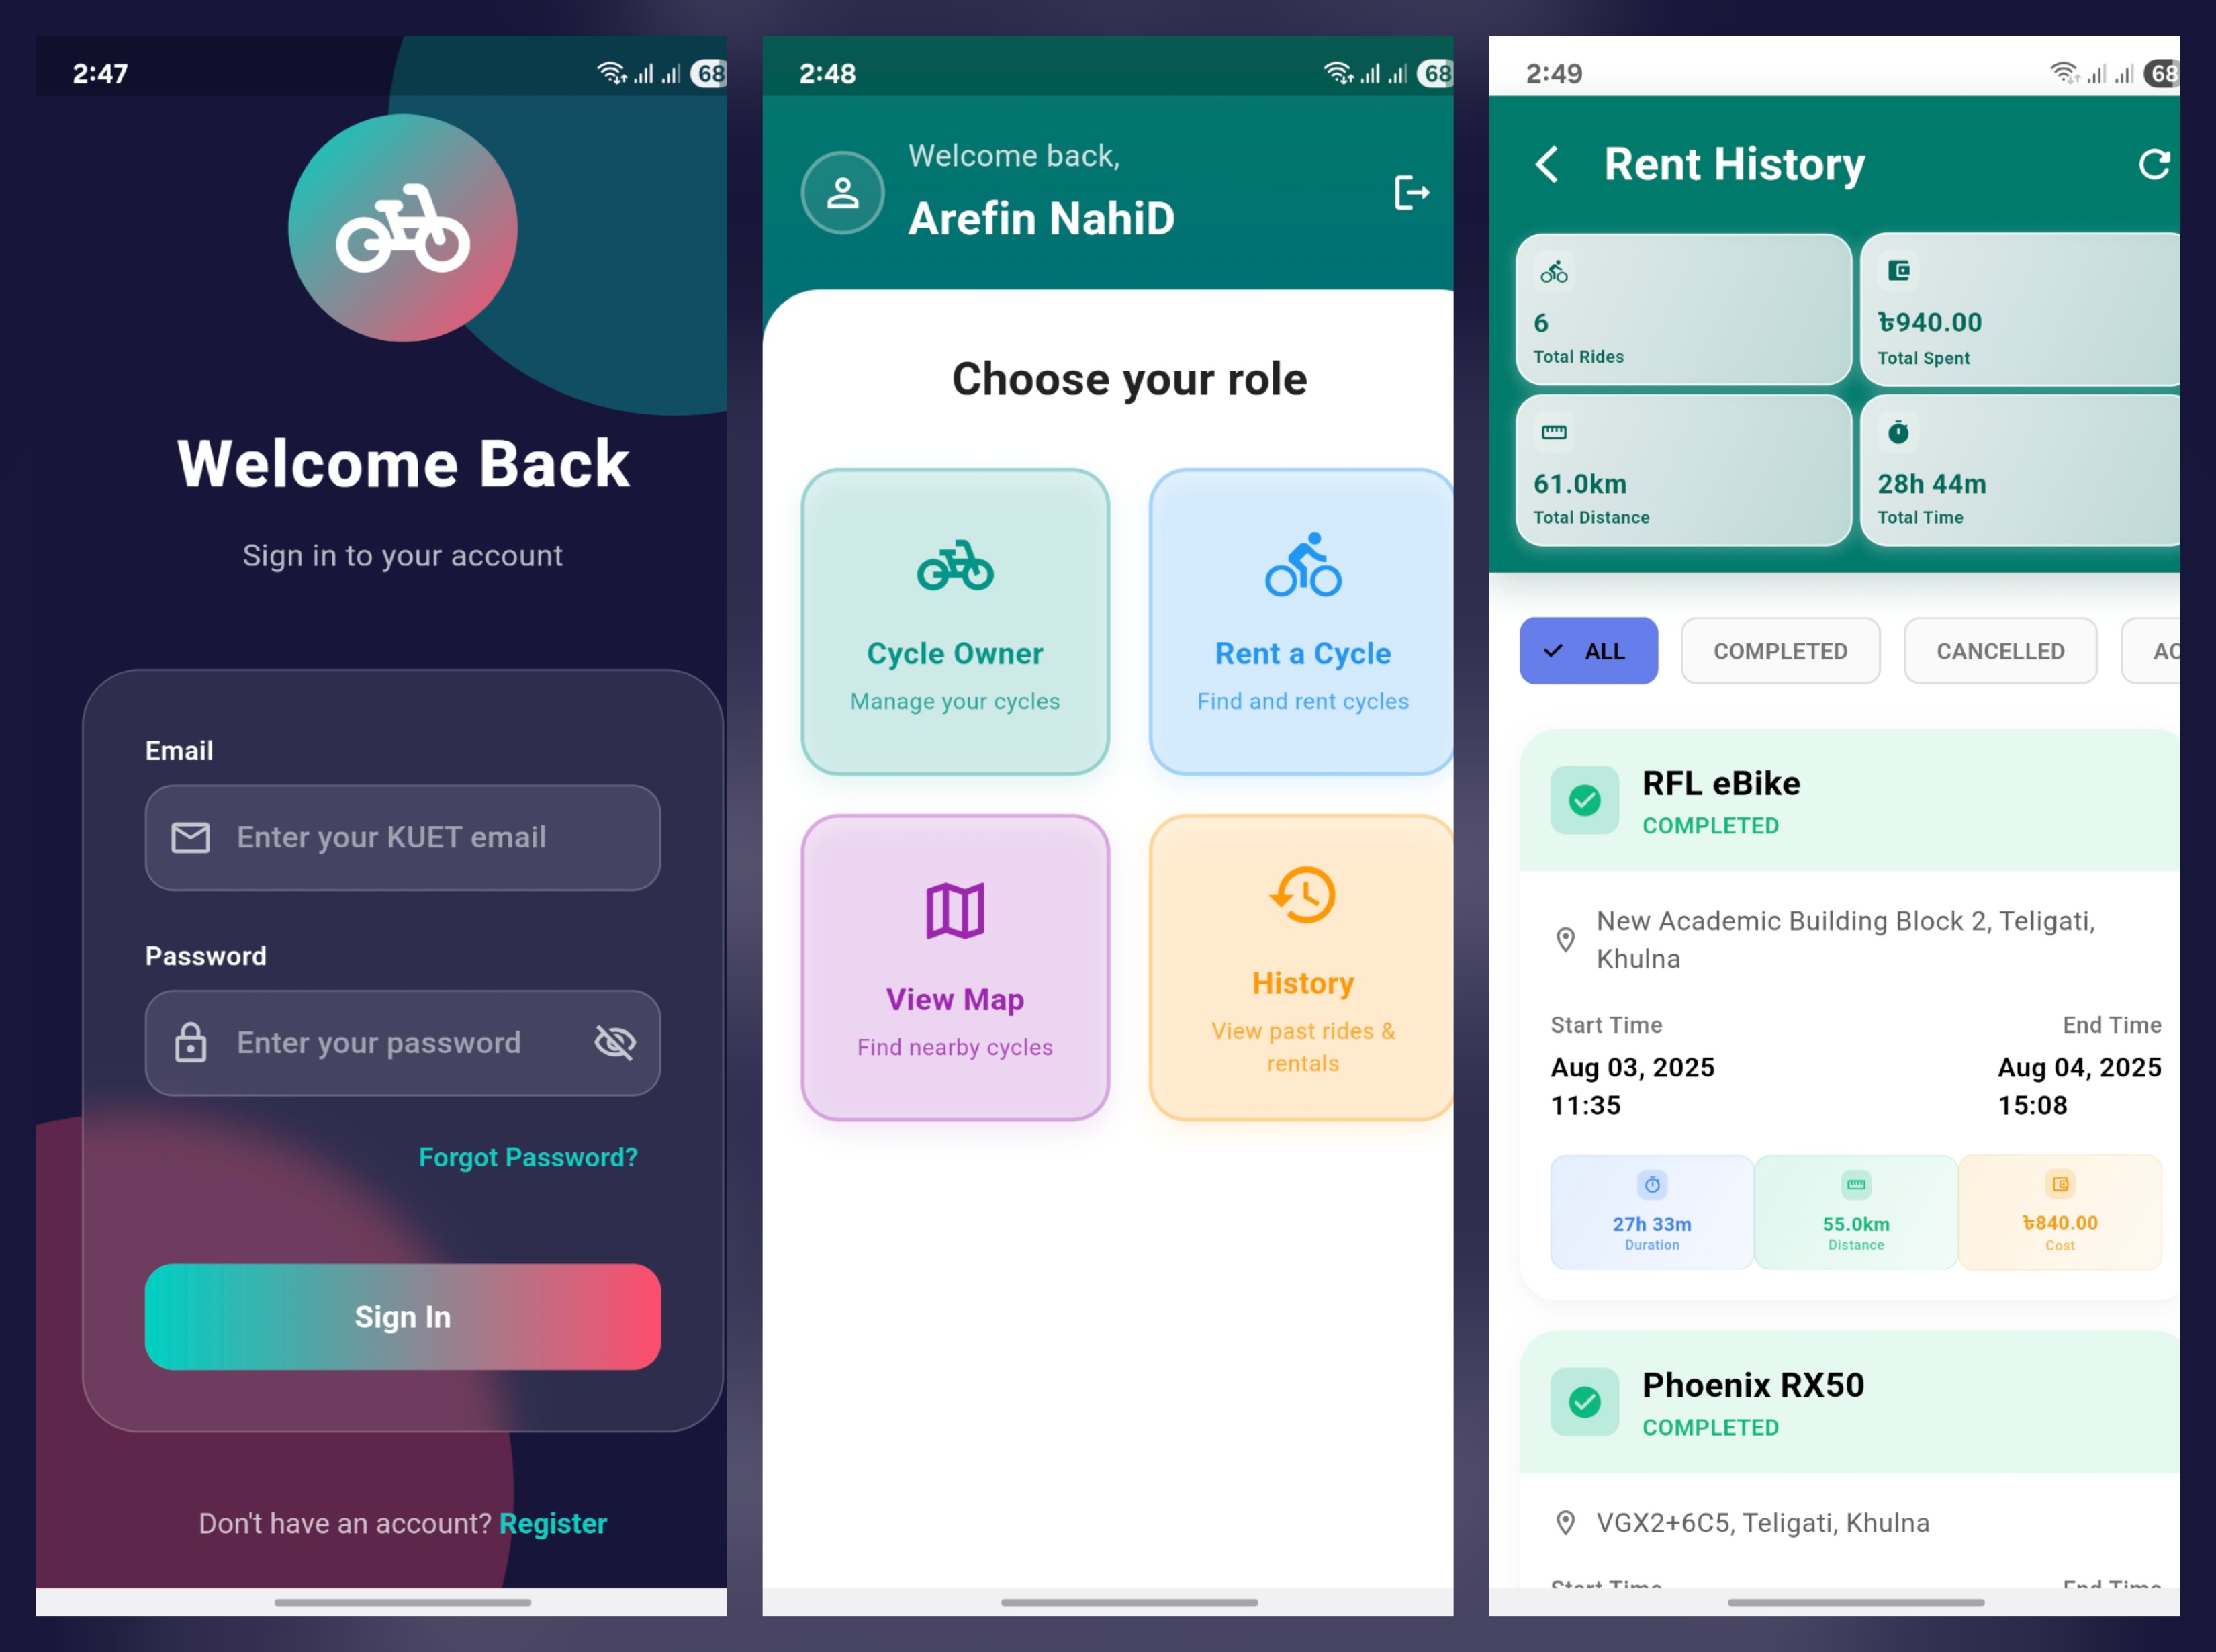 2:47
68
Welcome Back
Sign in to your account
Email
Enter your KUET email
Password
Enter your password
Forgot Password?
Sign In
Don't have an account? Register
2:48
68
Welcome back,
Arefin NahiD
Choose your role
Cycle Owner
Manage your cycles
Rent a Cycle
Find and rent cycles
View Map
Find nearby cycles
History
View past rides &
rentals
2:49
68
Rent History
6
Total Rides
৳940.00
Total Spent
61.0km
Total Distance
28h 44m
Total Time
ALL
COMPLETED
CANCELLED
AC
RFL eBike
COMPLETED
New Academic Building Block 2, Teligati,
Khulna
Start Time
End Time
Aug 03, 2025
11:35
Aug 04, 2025
15:08
27h 33m
Duration
55.0km
Distance
৳840.00
Cost
Phoenix RX50
COMPLETED
VGX2+6C5, Teligati, Khulna
Start Time
End Time